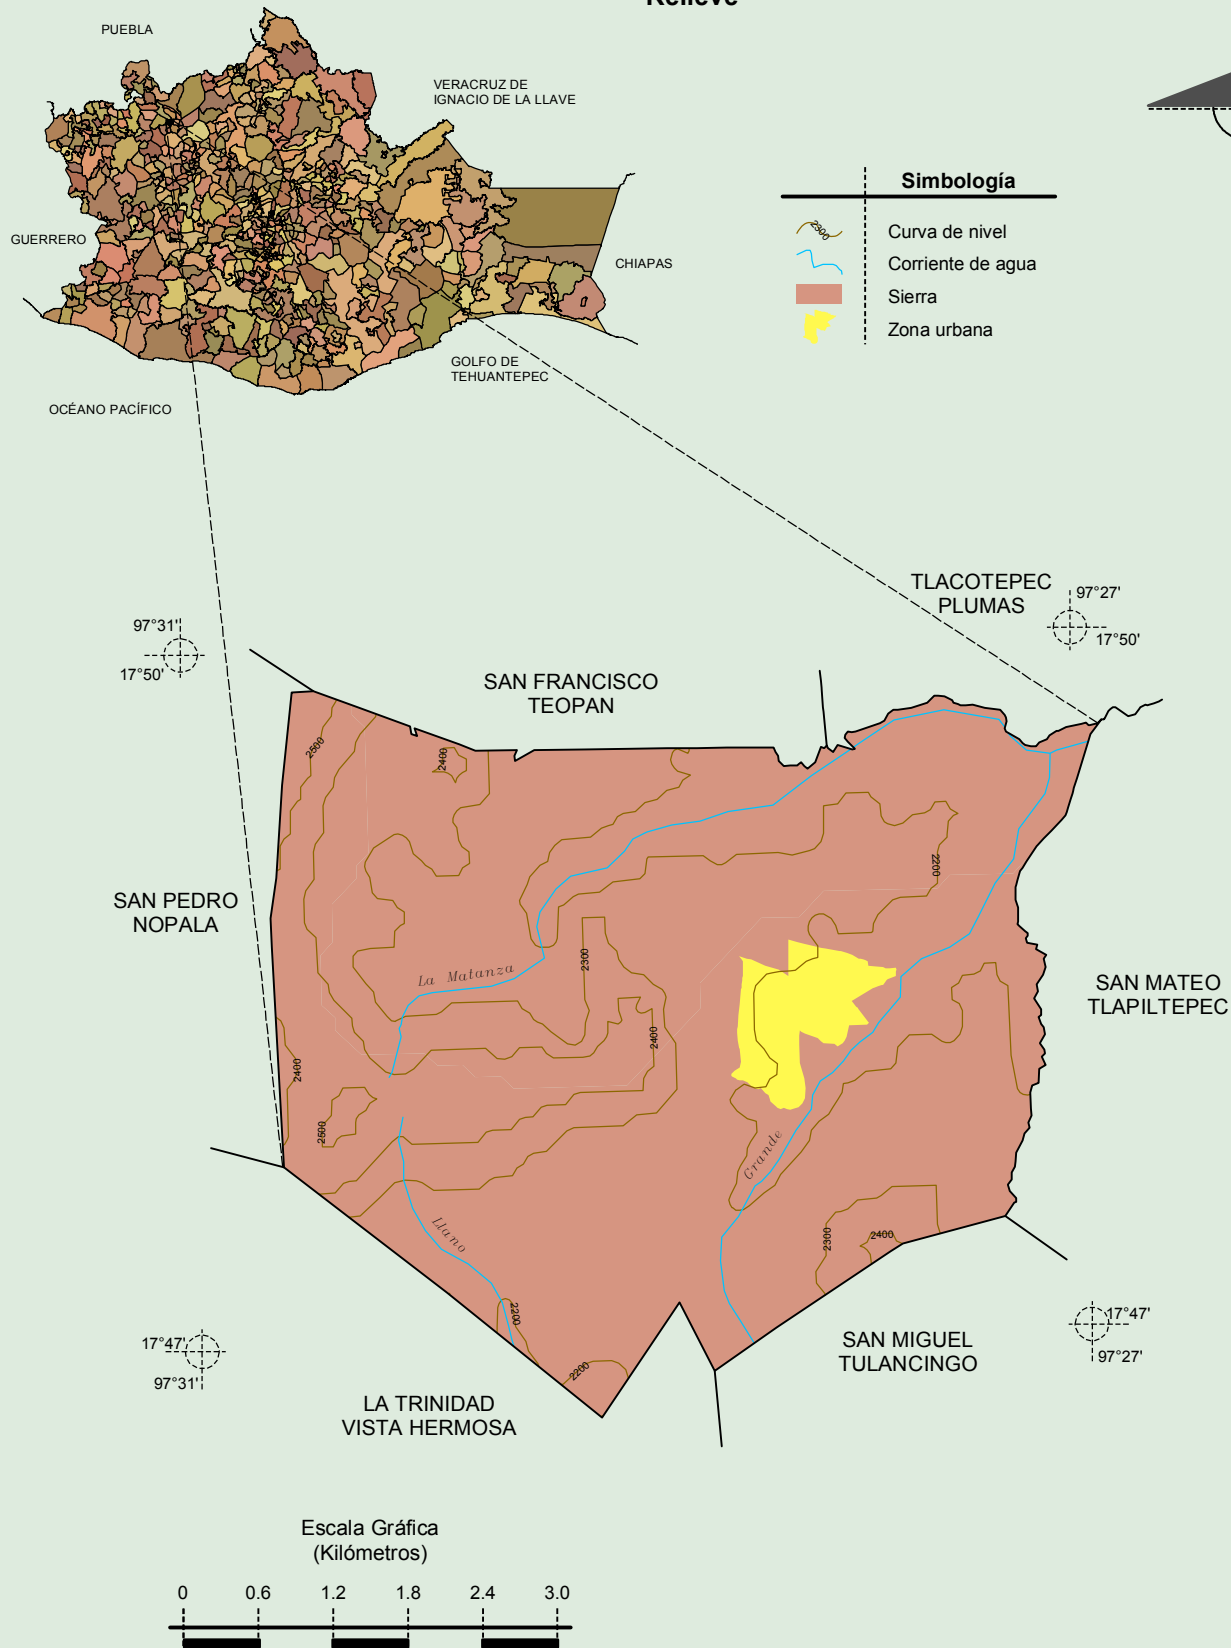 Relieve
PUEBLA
VERACRUZ DE
IGNACIO DE LA LLAVE
GUERRERO
CHIAPAS
GOLFO DE
TEHUANTEPEC
OCÉANO PACÍFICO
Simbología
2300
Curva de nivel
Corriente de agua
Sierra
Zona urbana
TLACOTEPEC
PLUMAS
97°27'
17°50'
97°31'
17°50'
SAN FRANCISCO
TEOPAN
2500
2400
2200
SAN PEDRO
NOPALA
La Matanza
2300
SAN MATEO
TLAPILTEPEC
2400
2400
2500
Grande
Llano
2300
2400
2200
2200
17°47'
97°31'
17°47'
97°27'
SAN MIGUEL
TULANCINGO
LA TRINIDAD
VISTA HERMOSA
Escala Gráfica
(Kilómetros)
0 0.6 1.2 1.8 2.4 3.0